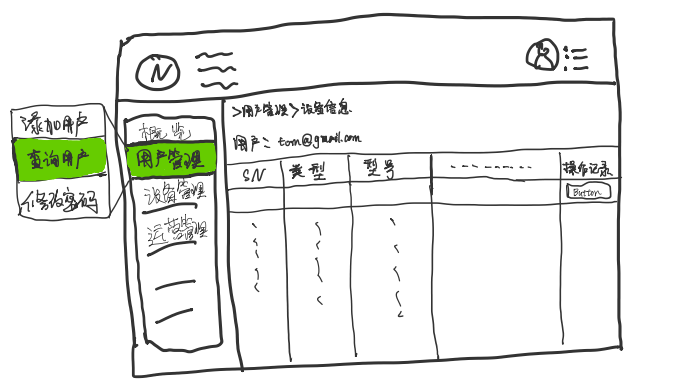 N
添加用户
查询用户
修改密码
概览
用户管理
设备管理
运营管理
>用户管理>设备信息
用户: tom@gmail.com
SN 类型 型号 --------- 操作记录
Button